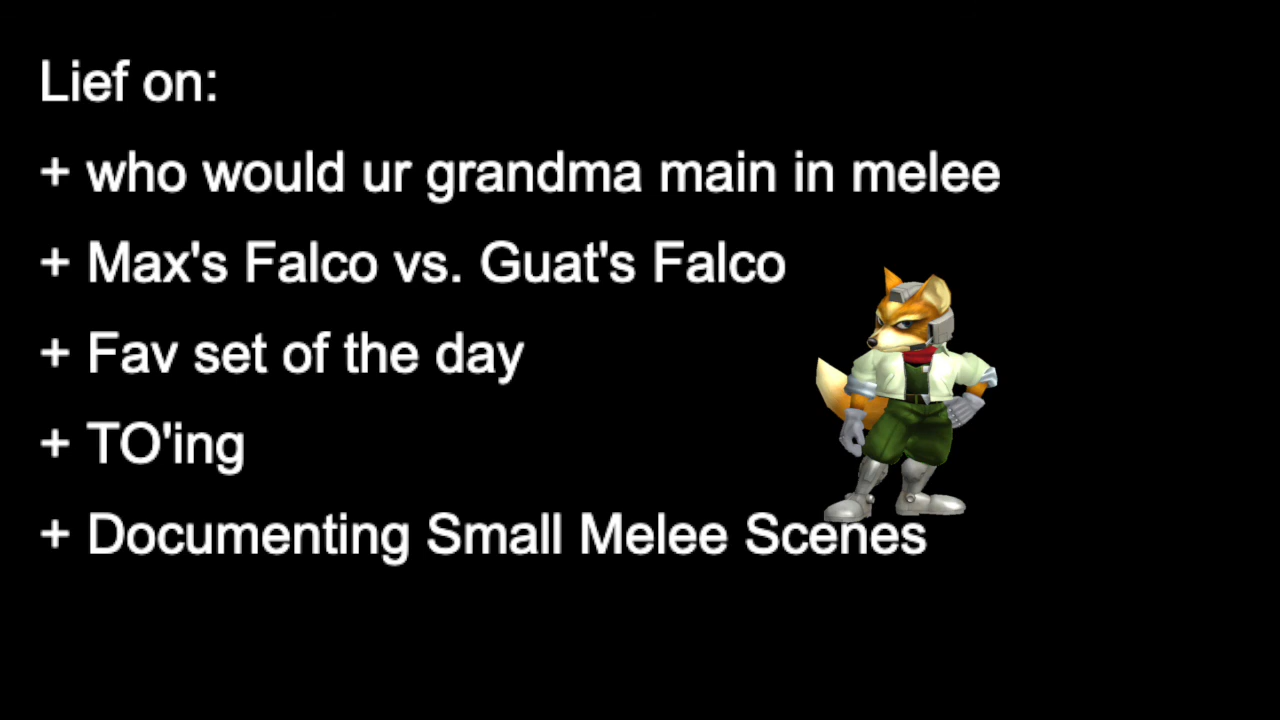 Lief on:
+ who would ur grandma main in melee
+ Max's Falco vs. Guat's Falco
+ Fav set of the day
+ TO'ing
+ Documenting Small Melee Scenes